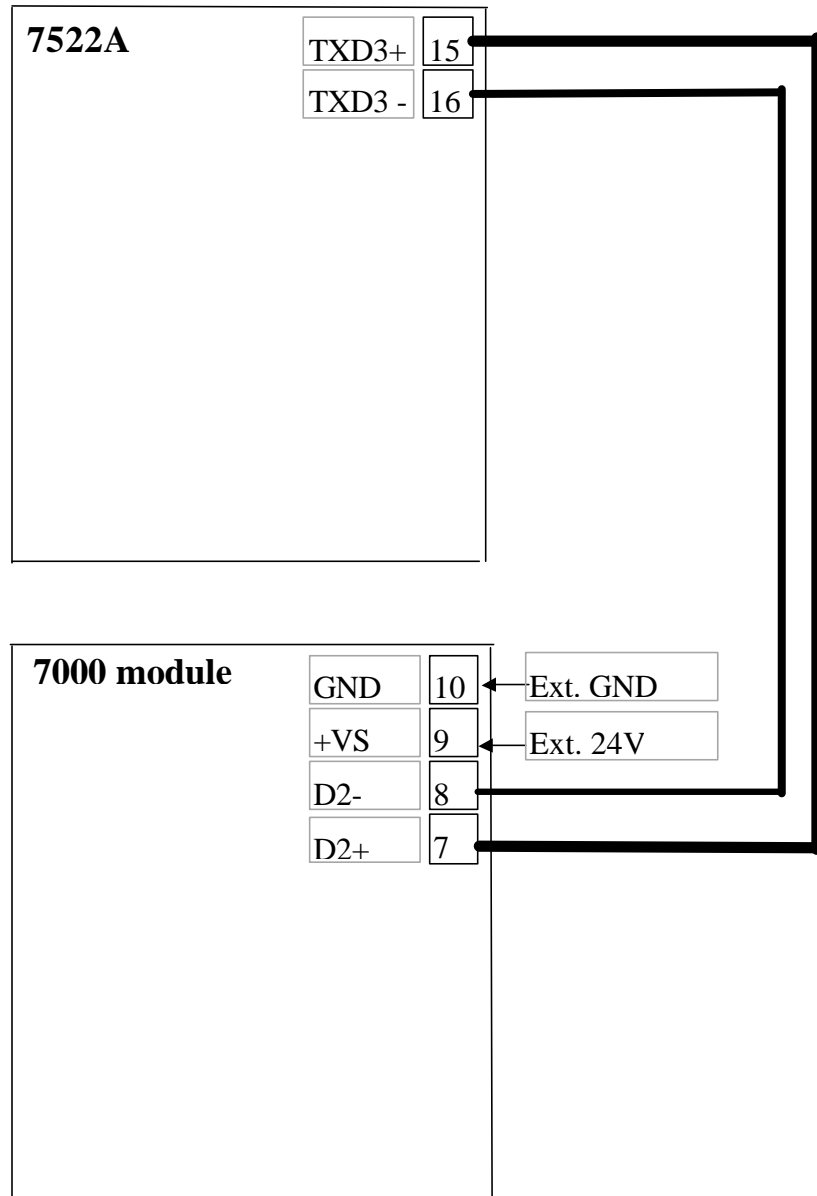 7522A
TXD3+ 15
TXD3 - 16
7000 module
GND 10 Ext. GND
+VS 9 Ext. 24V
D2- 8
D2+ 7